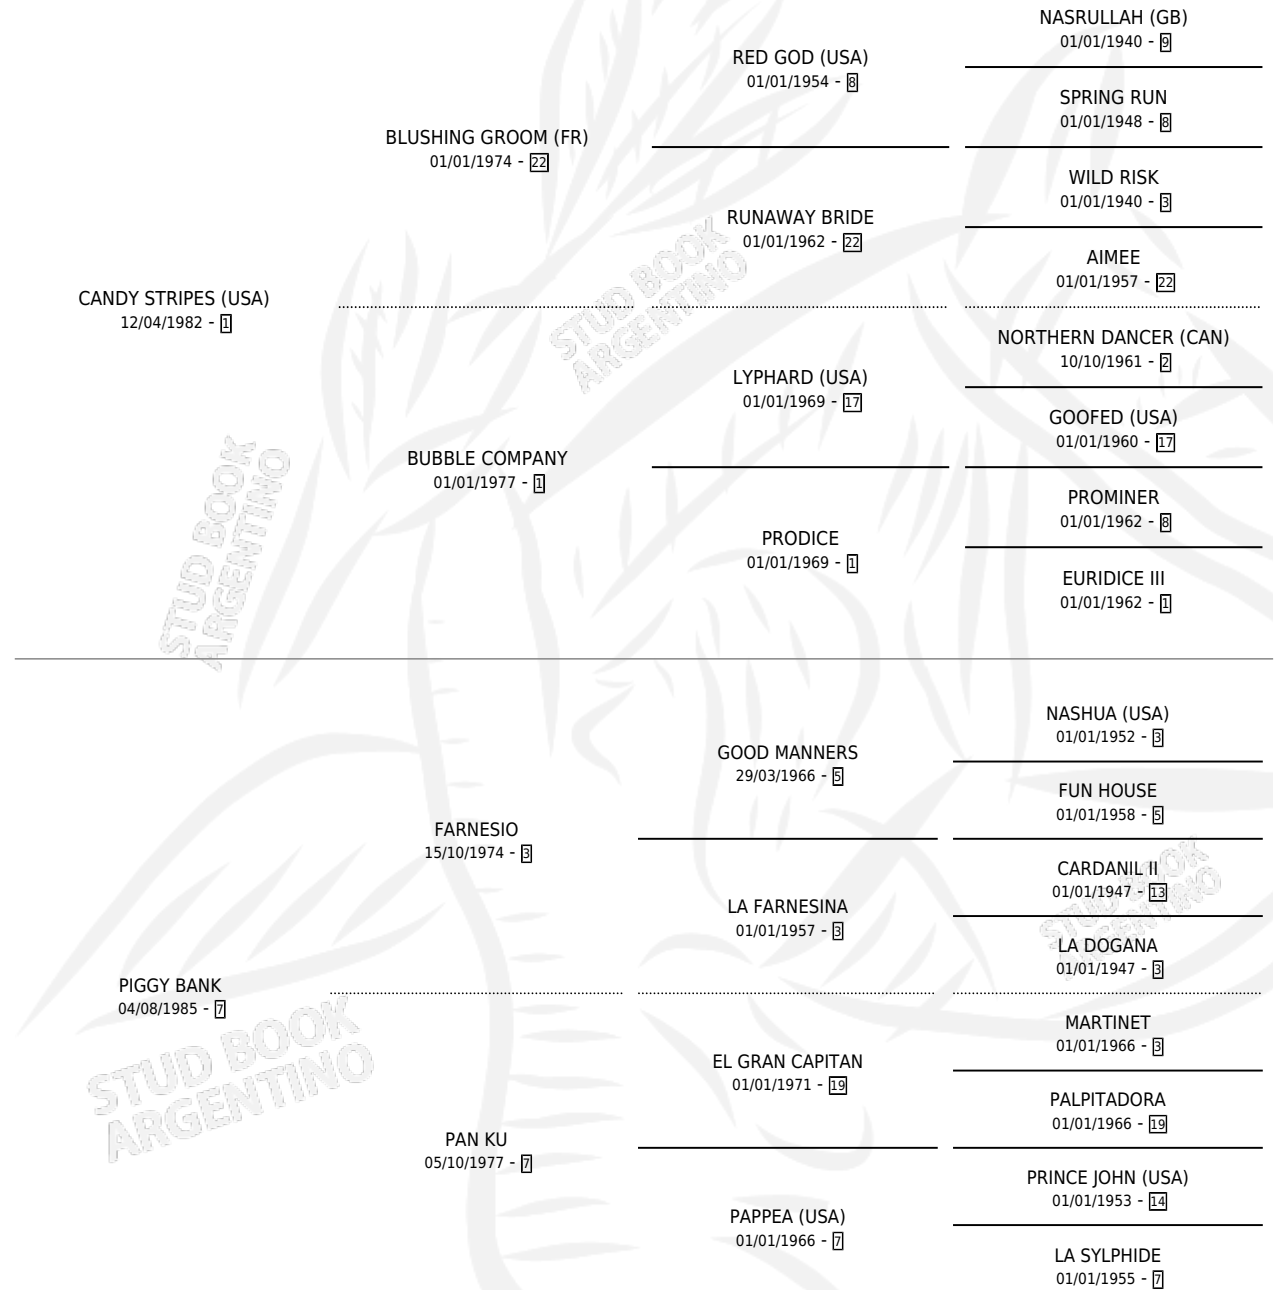 NASRULLAH (GB)
01/01/1940 - 9
RED GOD (USA)
01/01/1954 - 8
SPRING RUN
01/01/1948 - 8
BLUSHING GROOM (FR)
01/01/1974 - 22
WILD RISK
01/01/1940 - 3
RUNAWAY BRIDE
01/01/1962 - 22
AIMEE
01/01/1957 - 22
CANDY STRIPES (USA)
12/04/1982 - 1
NORTHERN DANCER (CAN)
10/10/1961 - 2
LYPHARD (USA)
01/01/1969 - 17
GOOFED (USA)
01/01/1960 - 17
BUBBLE COMPANY
01/01/1977 - 1
PROMINER
01/01/1962 - 8
PRODICE
01/01/1969 - 1
EURIDICE III
01/01/1962 - 1
STUD BOOK
ARGENTINO
STUD BOOK
ARGENTINO
NASHUA (USA)
01/01/1952 - 3
GOOD MANNERS
29/03/1966 - 5
FUN HOUSE
01/01/1958 - 5
FARNESIO
15/10/1974 - 3
CARDANIL II
01/01/1947 - 13
LA FARNESINA
01/01/1957 - 3
LA DOGANA
01/01/1947 - 3
PIGGY BANK
04/08/1985 - 7
MARTINET
01/01/1966 - 3
EL GRAN CAPITAN
01/01/1971 - 19
PALPITADORA
01/01/1966 - 19
PAN KU
05/10/1977 - 7
PRINCE JOHN (USA)
01/01/1953 - 14
PAPPEA (USA)
01/01/1966 - 7
LA SYLPHIDE
01/01/1955 - 7
STUD BOOK
ARGENTINO
STUD BOOK
ARGENTINO